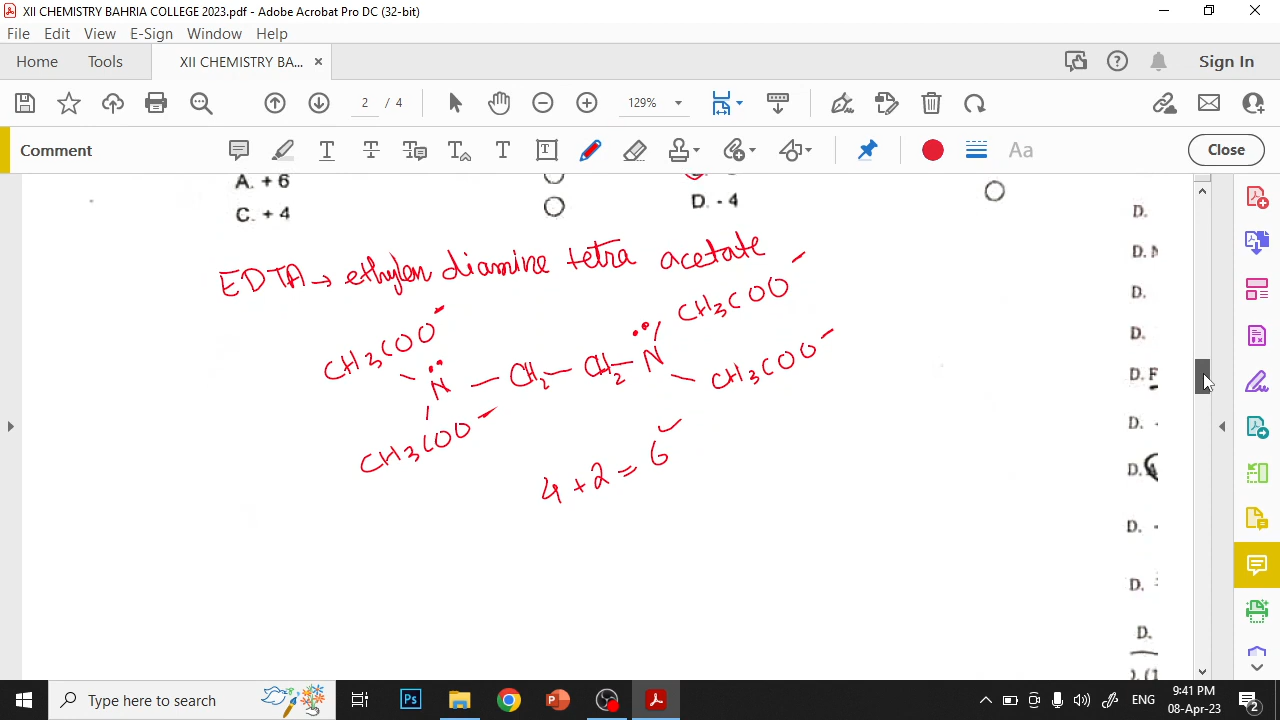 XII CHEMISTRY BAHRIA COLLEGE 2023.pdf - Adobe Acrobat Pro DC (32-bit)
File Edit View E-Sign Window Help
Home Tools XII CHEMISTRY BA... × Sign In
2 / 4 129%
Comment Close
A. + 6
C. + 4 D. - 4
D.
EDTA → ethylen diamine tetra acetate
D.
D.
D.
CH3COO-
CH3COO-
N - CH2 - CH2 - N
CH3COO-
CH3COO-
D. F
D.
4 + 2 = 6
D.
D.
D.
D.
Type here to search
ENG
9:41 PM
08-Apr-23
2